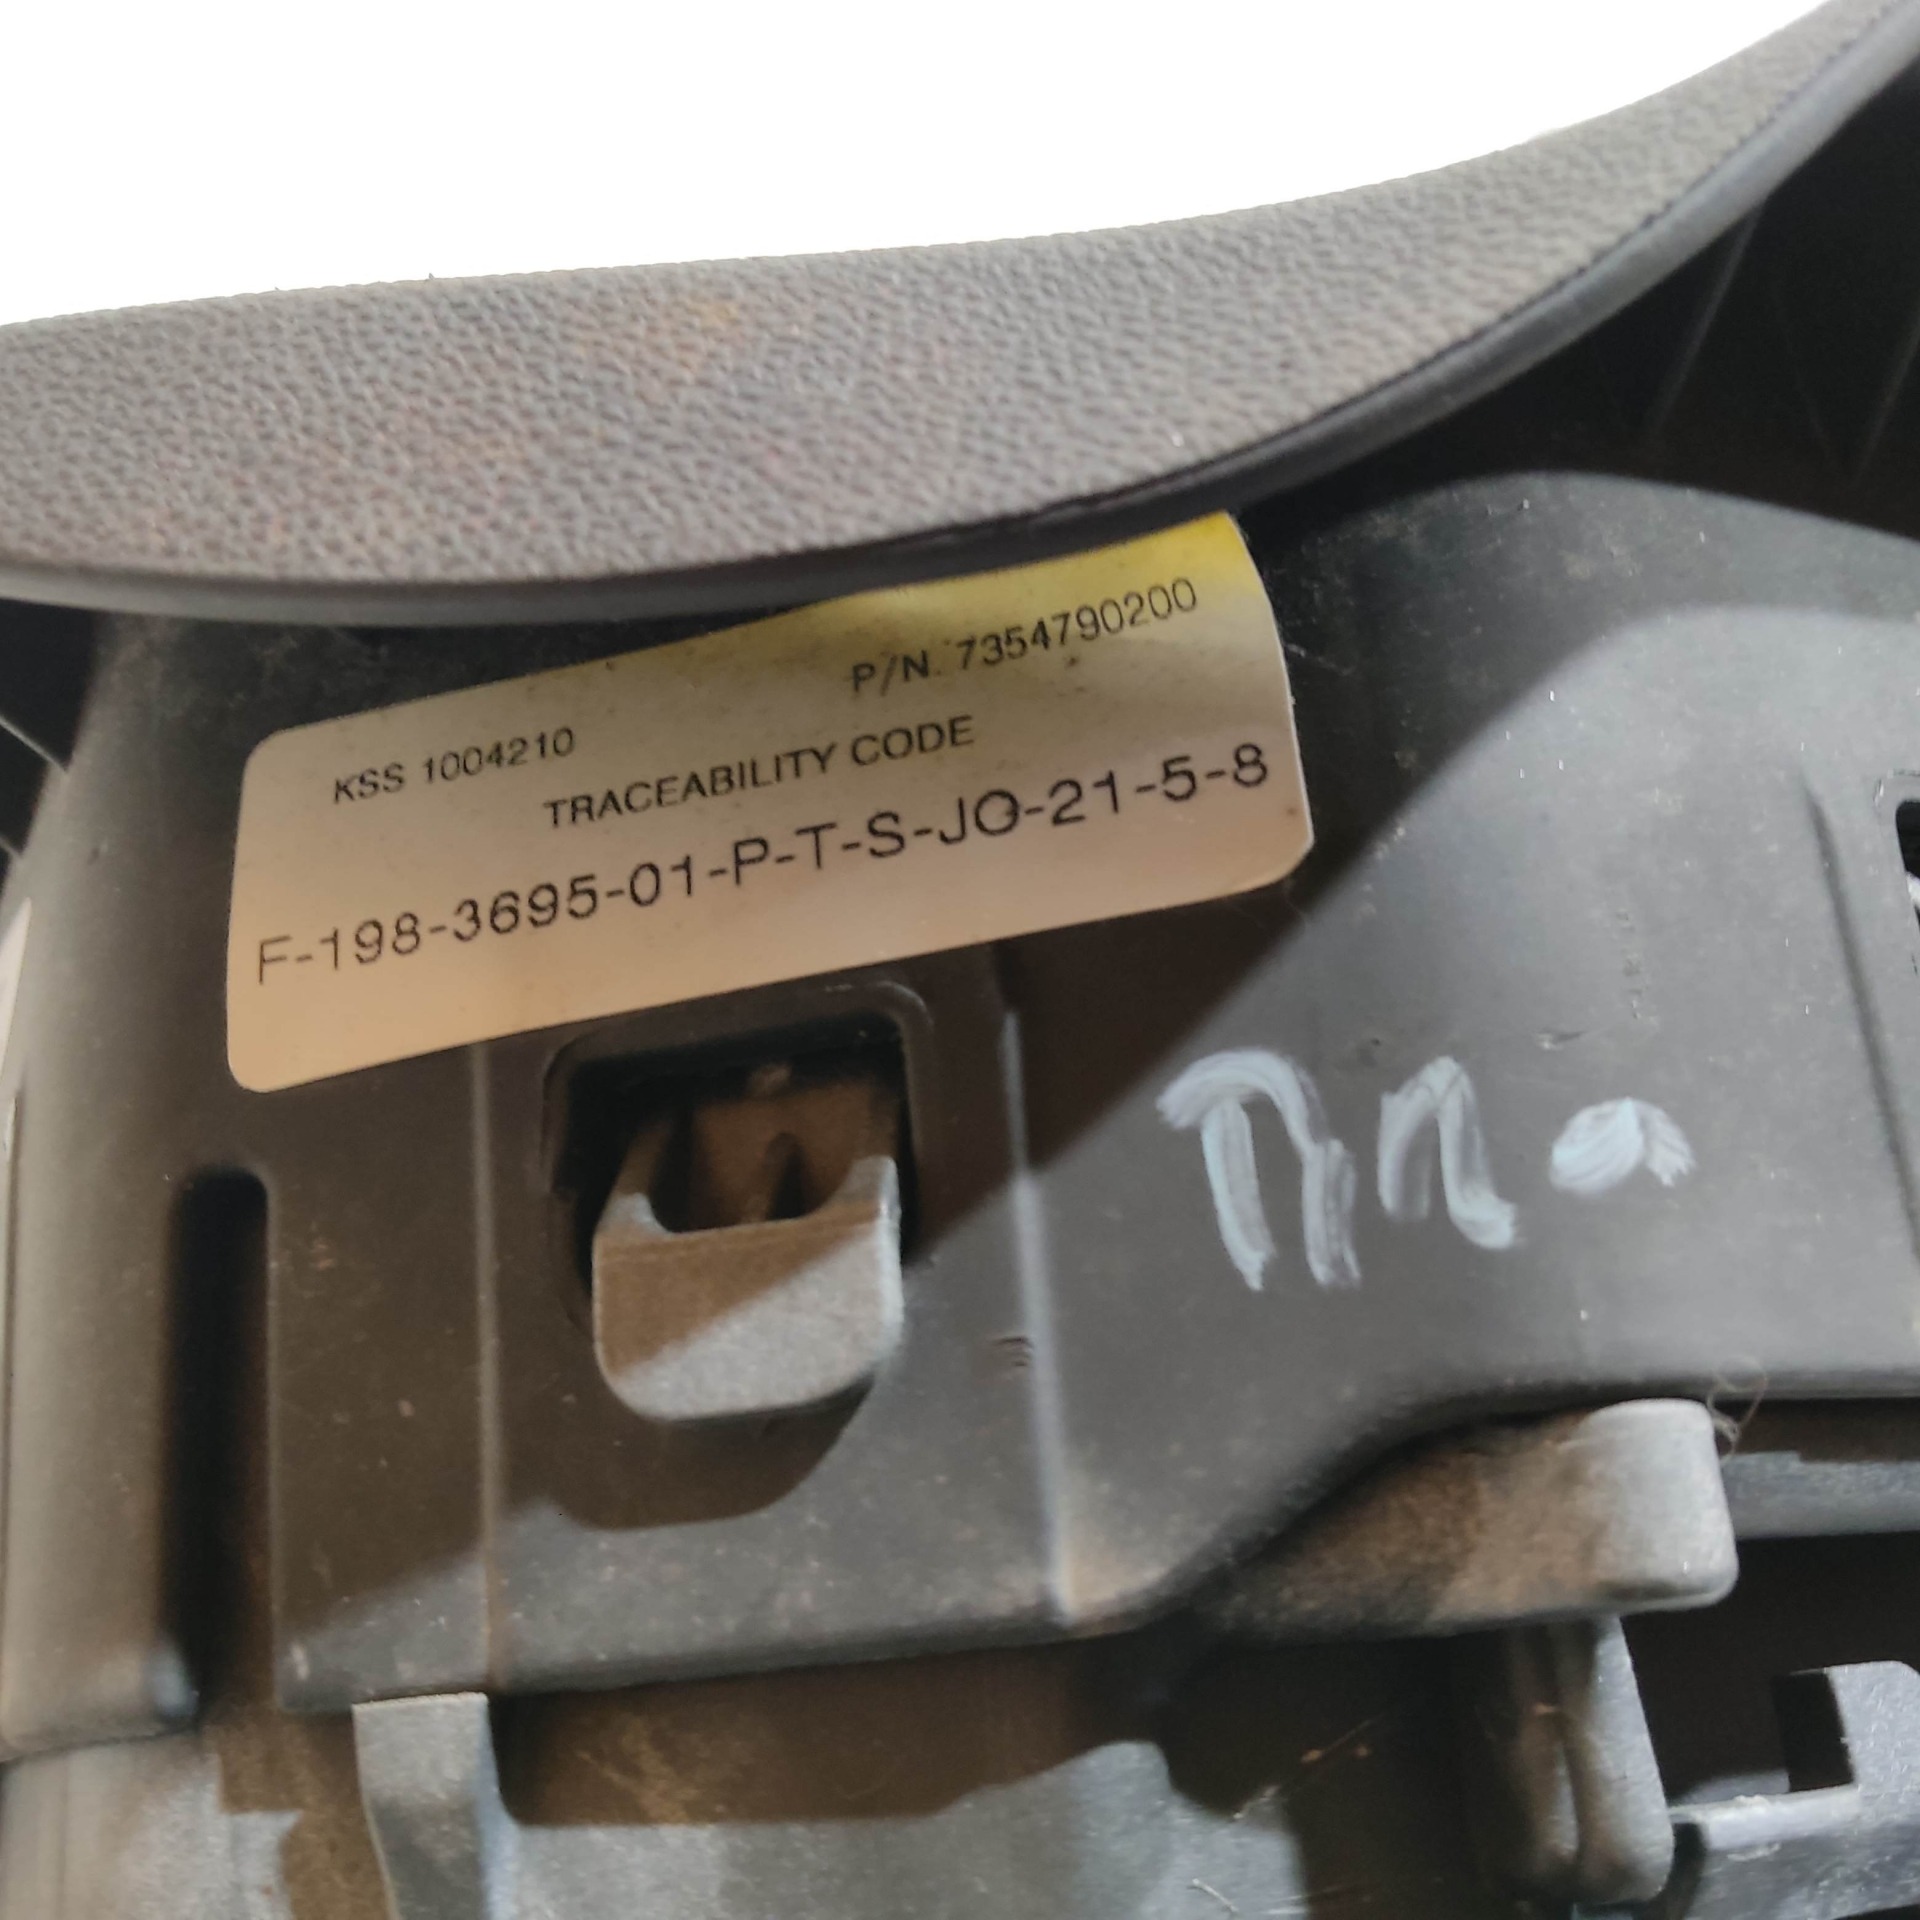 KSS 1004210 P/N. 7354790200
TRACEABILITY CODE
F-198-3695-01-P-T-S-JO-21-5-8